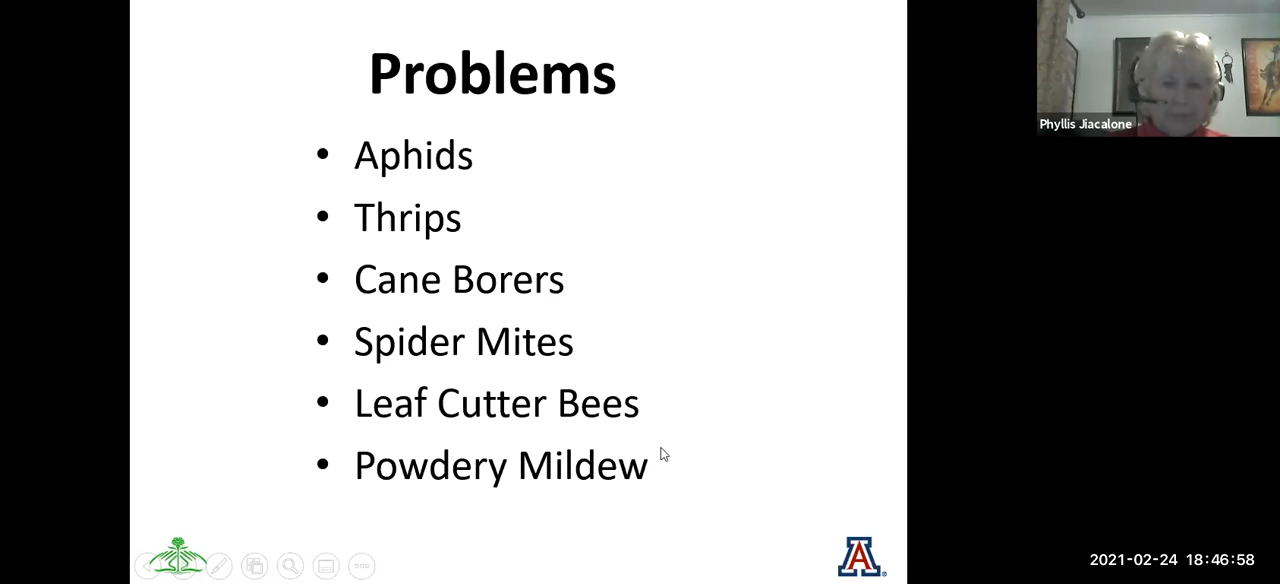 Problems
• Aphids
• Thrips
• Cane Borers
• Spider Mites
• Leaf Cutter Bees
• Powdery Mildew
Phyllis Jiacalone
A
2021-02-24 18:46:58